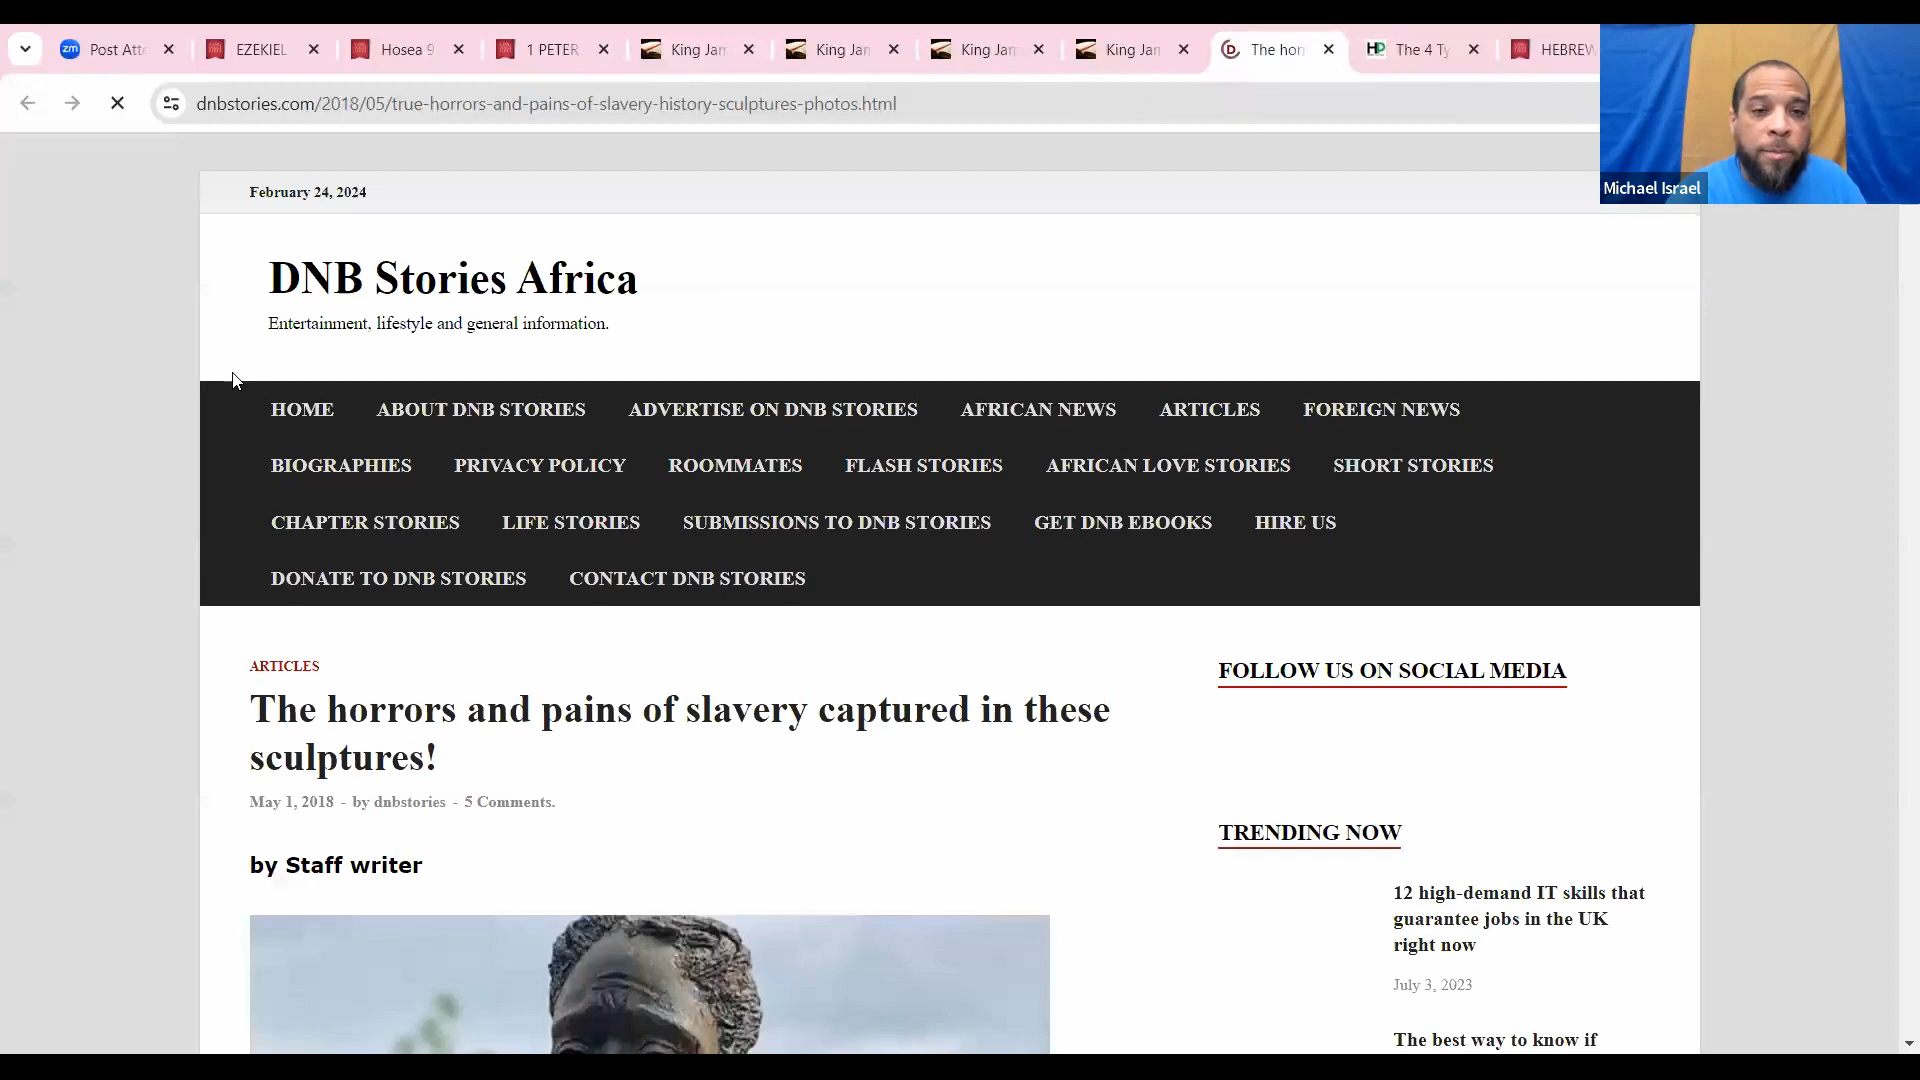 Post Atte
EZEKIEL
Hosea 9
1 PETER
King Jam
King Jam
King Jam
King Jam
The hor
The 4 Ty
HEBREW
dnbstories.com/2018/05/true-horrors-and-pains-of-slavery-history-sculptures-photos.html
Michael Israel
February 24, 2024
DNB Stories Africa
Entertainment, lifestyle and general information.
HOME ABOUT DNB STORIES ADVERTISE ON DNB STORIES AFRICAN NEWS ARTICLES FOREIGN NEWS
BIOGRAPHIES PRIVACY POLICY ROOMMATES FLASH STORIES AFRICAN LOVE STORIES SHORT STORIES
CHAPTER STORIES LIFE STORIES SUBMISSIONS TO DNB STORIES GET DNB EBOOKS HIRE US
DONATE TO DNB STORIES CONTACT DNB STORIES
ARTICLES
The horrors and pains of slavery captured in these
sculptures!
May 1, 2018 - by dnbstories - 5 Comments.
by Staff writer
FOLLOW US ON SOCIAL MEDIA
TRENDING NOW
12 high-demand IT skills that
guarantee jobs in the UK
right now
July 3, 2023
The best way to know if